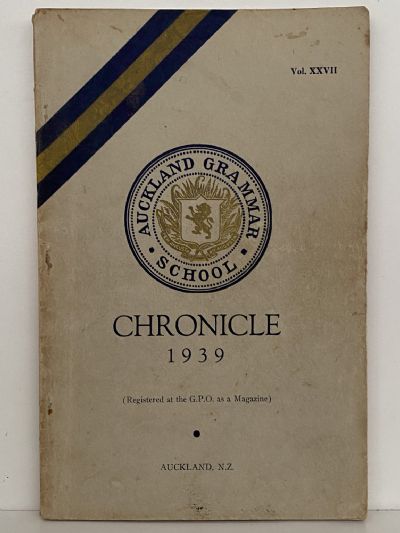 Vol. XXVII
AUCKLAND GRAMMAR
• SCHOOL •
CHRONICLE
1939
(Registered at the G.P.O. as a Magazine)
•
AUCKLAND, N.Z.